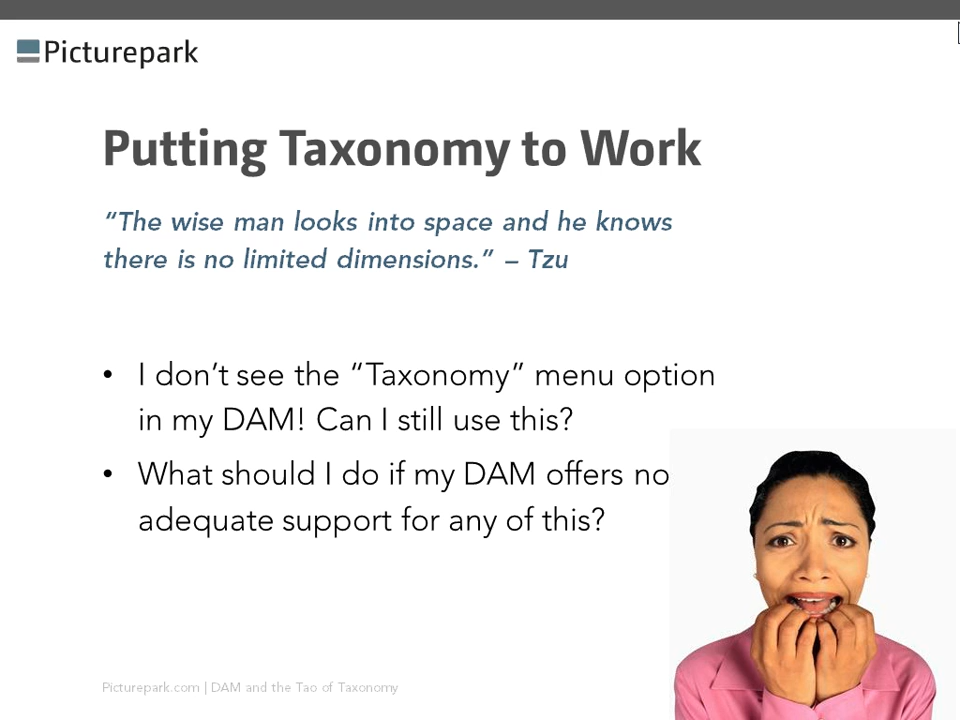 Picturepark
Putting Taxonomy to Work
“The wise man looks into space and he knows
there is no limited dimensions.” – Tzu
• I don’t see the “Taxonomy” menu option
in my DAM! Can I still use this?
• What should I do if my DAM offers no
adequate support for any of this?
Picturepark.com | DAM and the Tao of Taxonomy